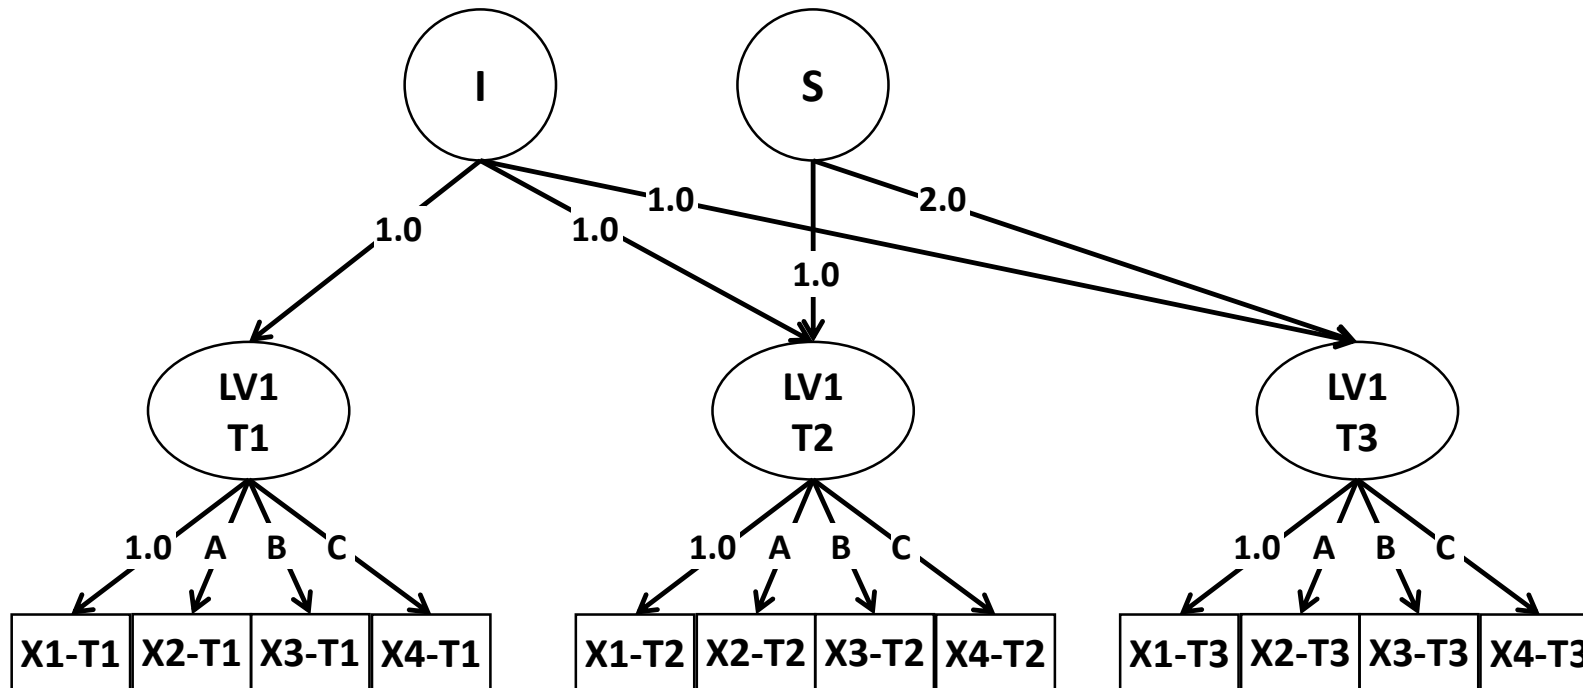 I S
1.0 2.0
1.0 1.0
1.0
LV1 LV1 LV1
T1 T2 T3
1.0 A B C 1.0 A B C 1.0 A B C
X1-T1 X2-T1 X3-T1 X4-T1 X1-T2 X2-T2 X3-T2 X4-T2 X1-T3 X2-T3 X3-T3 X4-T3